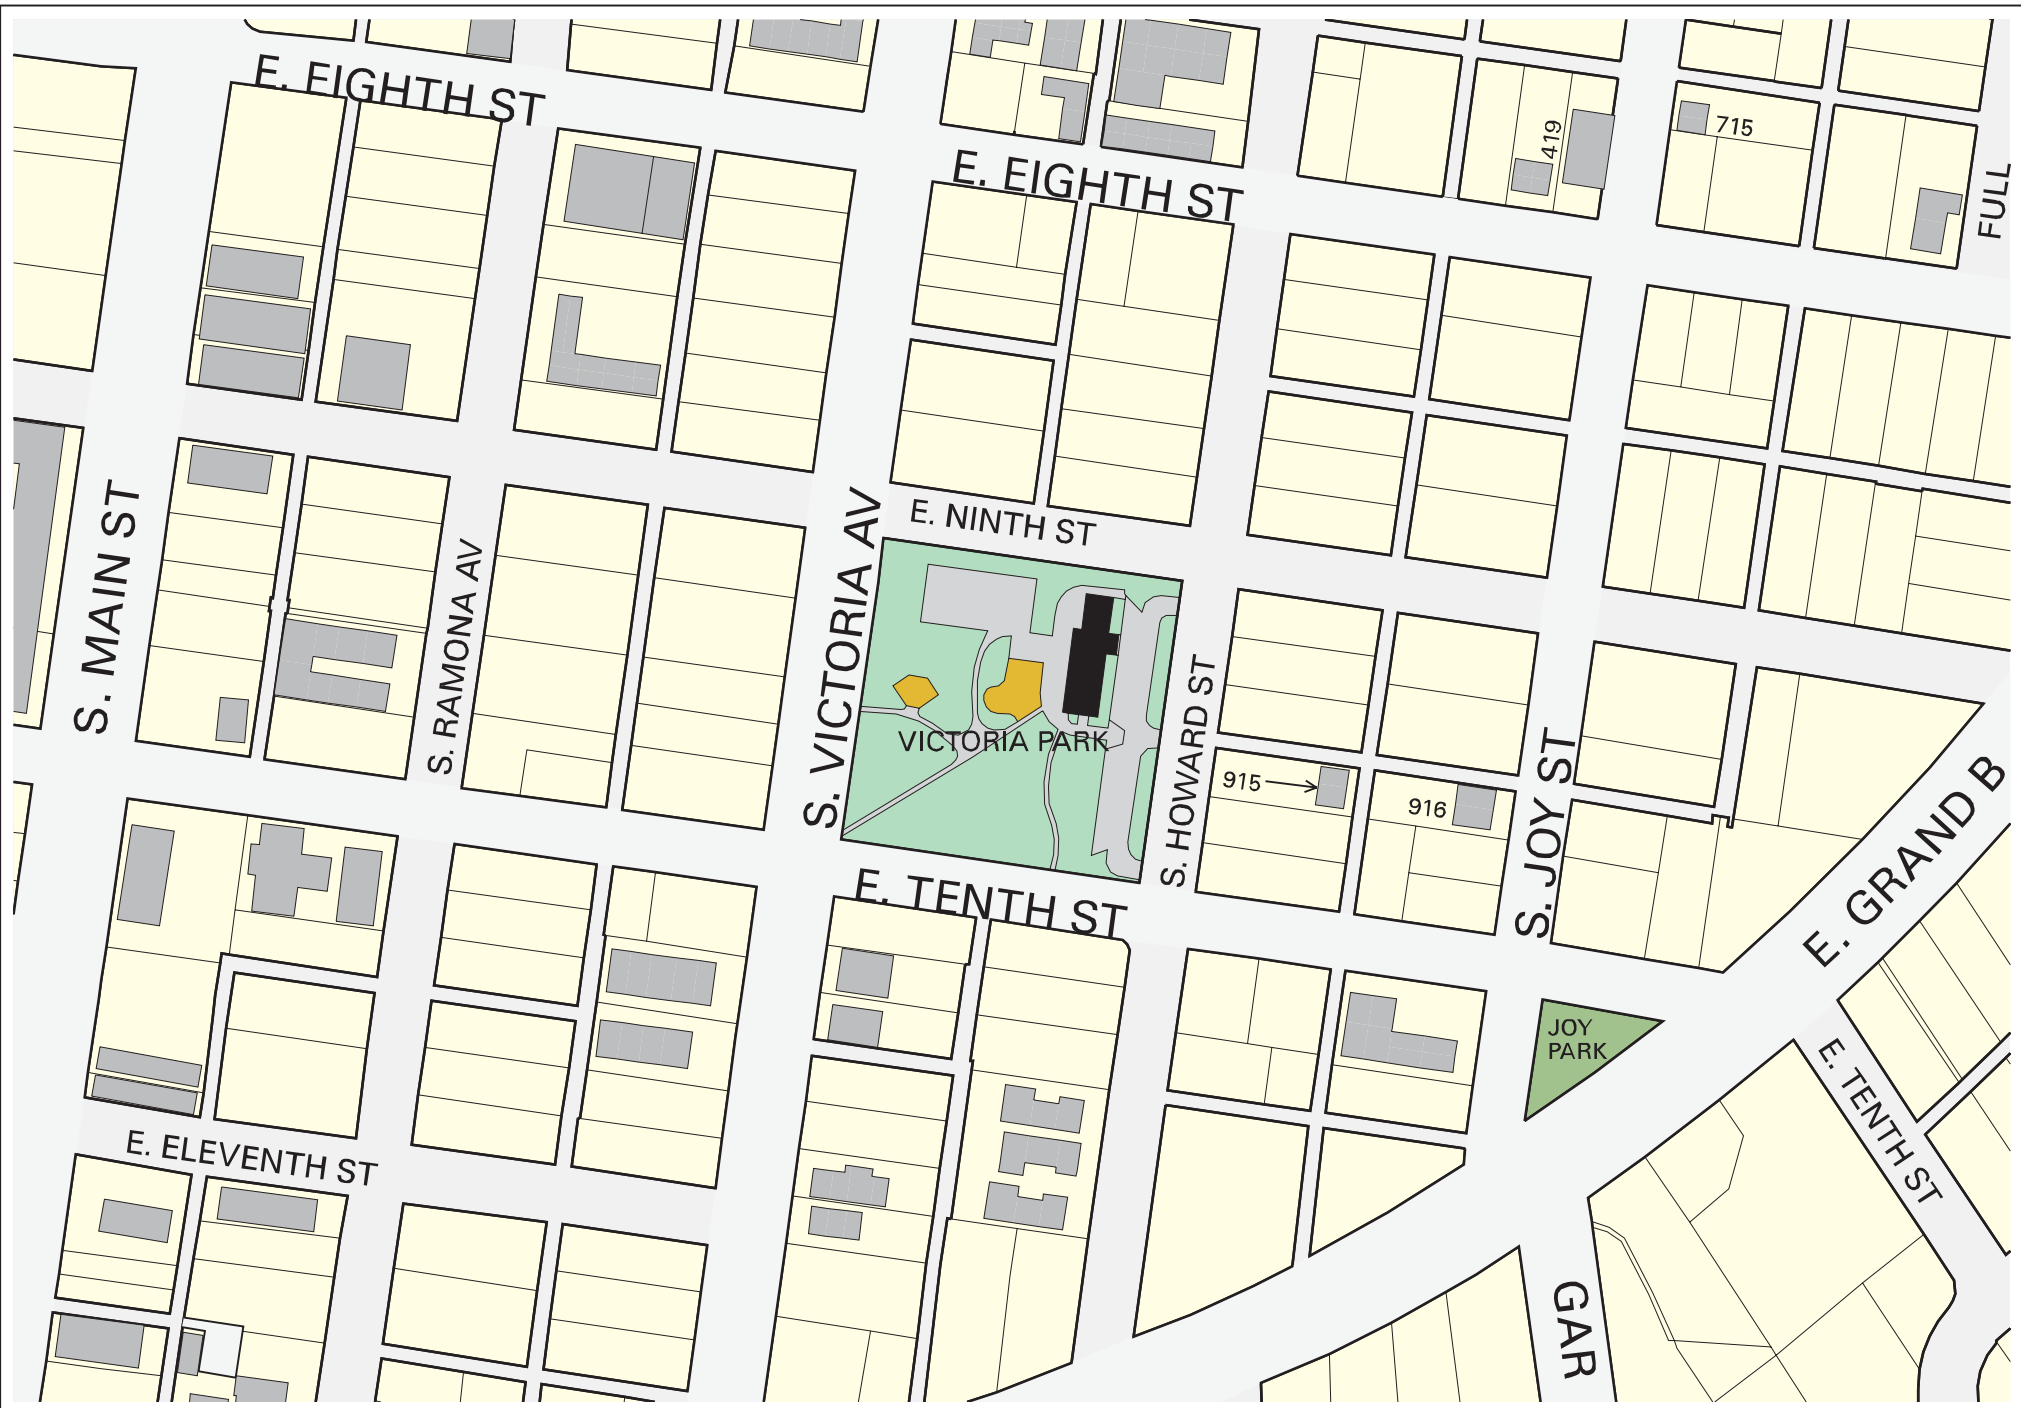 E. EIGHTH ST
715
419
E. EIGHTH ST
FULL
S. MAIN ST
E. NINTH ST
S. RAMONA AV
S. VICTORIA AV
VICTORIA PARK
S. HOWARD ST
915
916
S. JOY ST
E. GRAND B
E. TENTH ST
JOY
PARK
E. TENTH ST
E. ELEVENTH ST
GAR